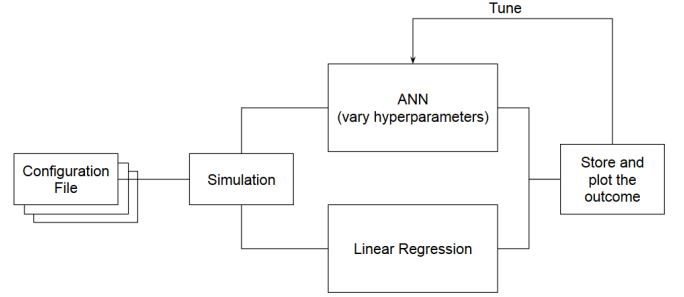 Tune
ANN
(vary hyperparameters)
Configuration
File
Simulation
Store and
plot the
outcome
Linear Regression